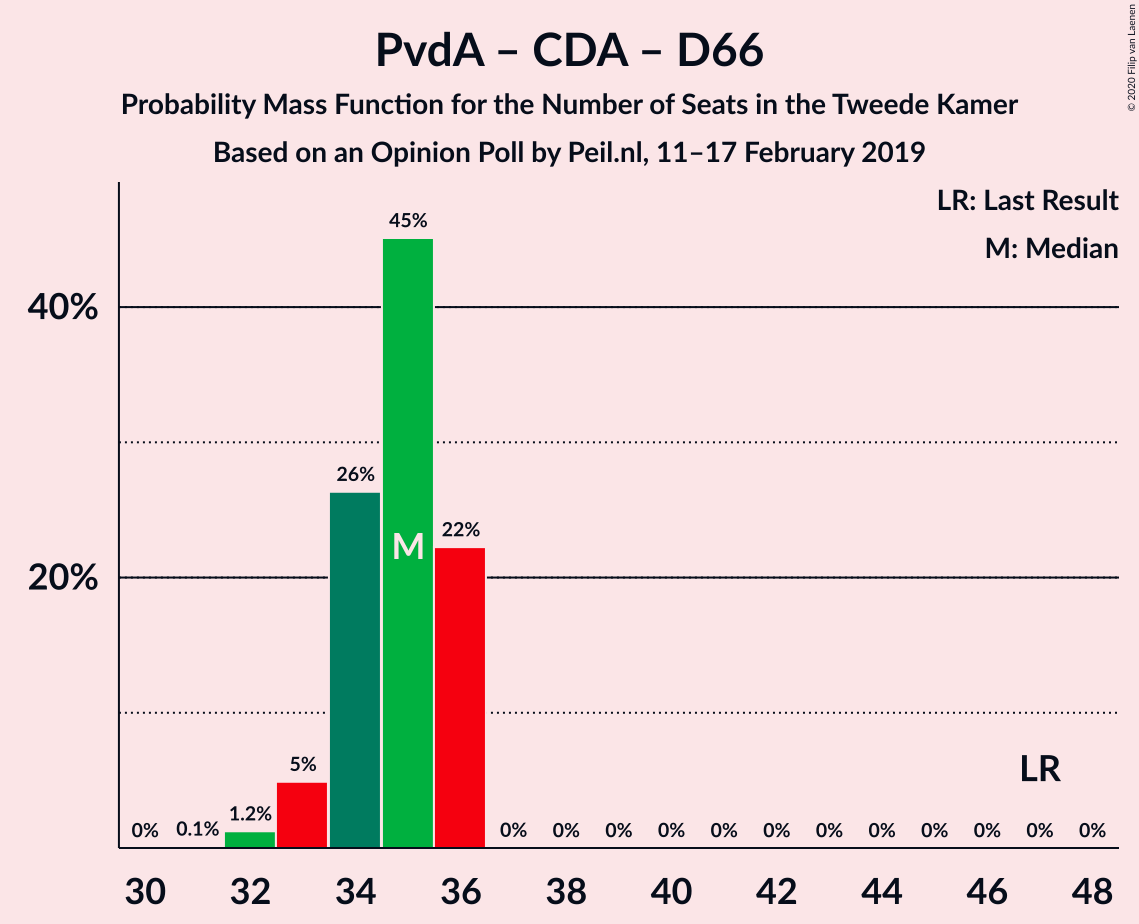 PvdA – CDA – D66
Probability Mass Function for the Number of Seats in the Tweede Kamer
Based on an Opinion Poll by Peil.nl, 11–17 February 2019
© 2020 Filip van Laenen
LR: Last Result
M: Median
45%
40%
26%
22%
M
20%
5%
LR
0% 0.1% 1.2% 0% 0% 0% 0% 0% 0% 0% 0% 0% 0% 0% 0%
30 32 34 36 38 40 42 44 46 48